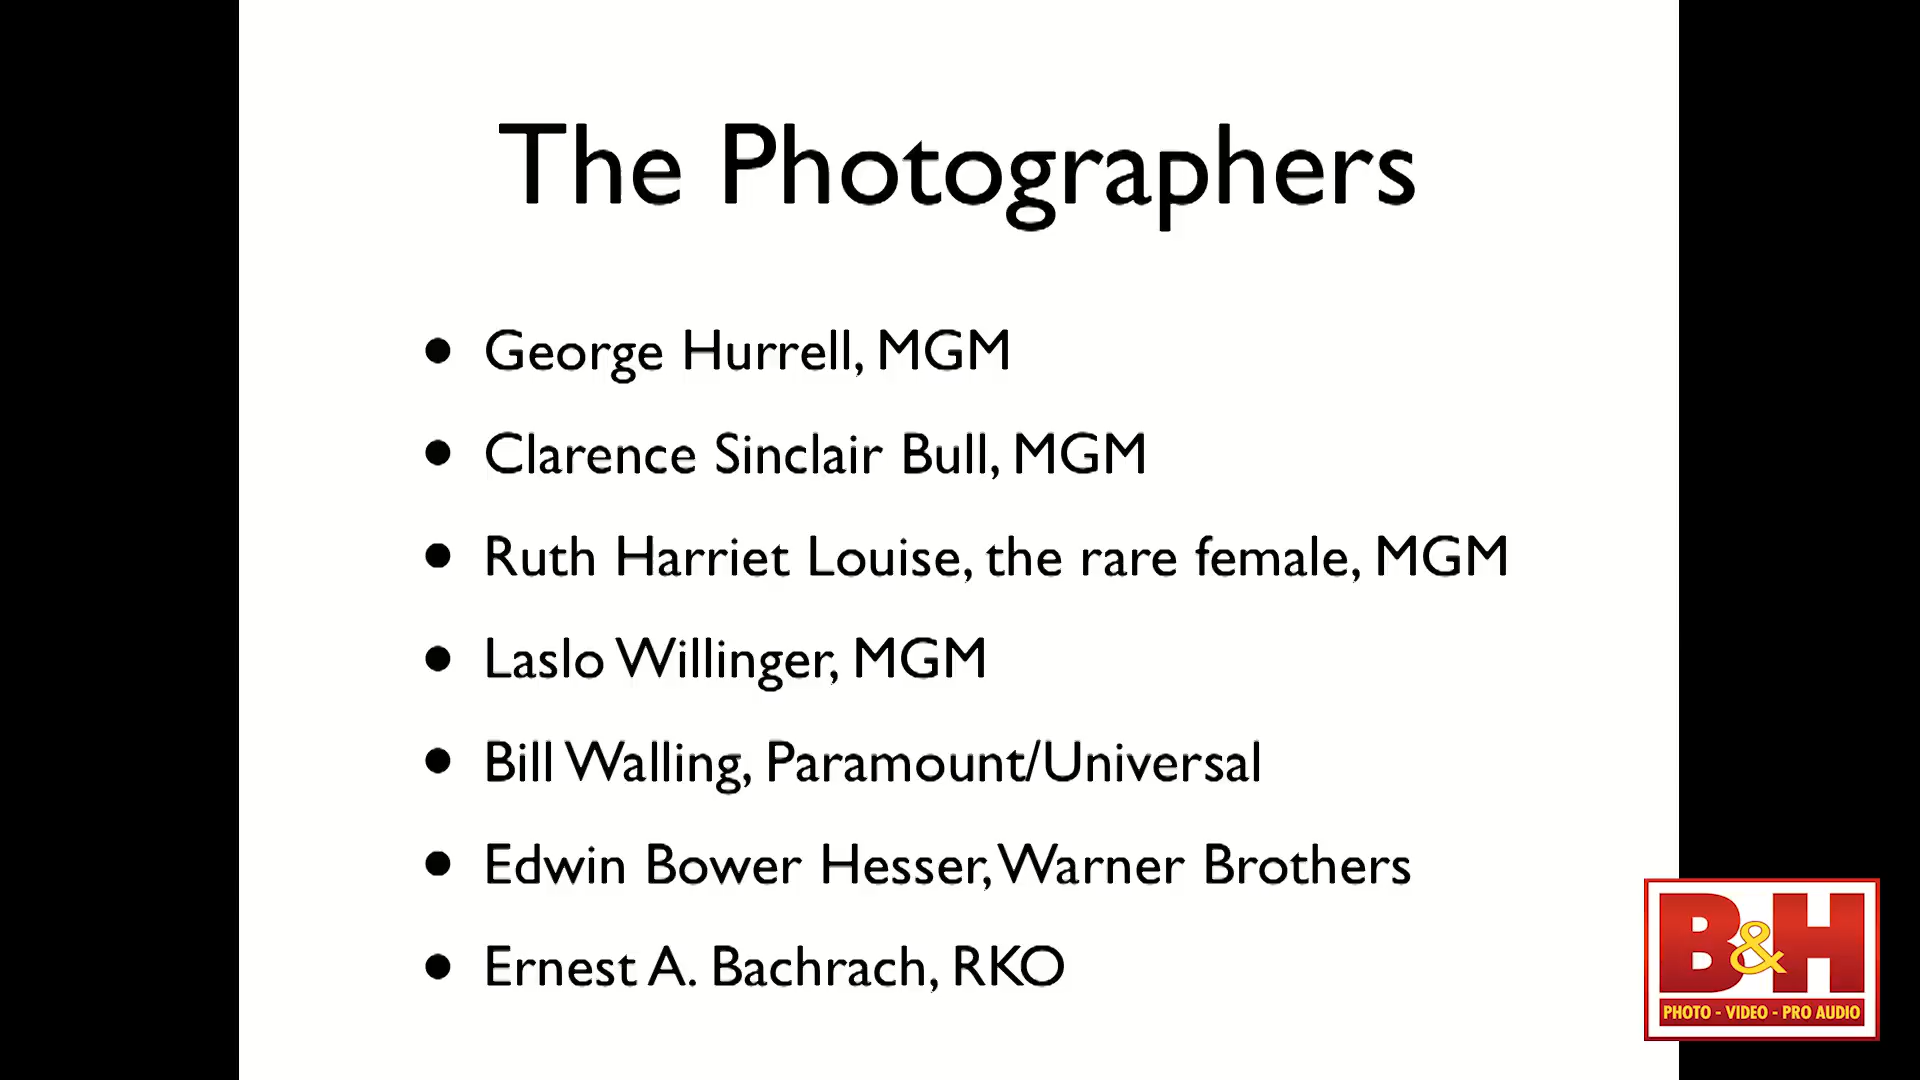 The Photographers
• George Hurrell, MGM
• Clarence Sinclair Bull, MGM
• Ruth Harriet Louise, the rare female, MGM
• Laslo Willinger, MGM
• Bill Walling, Paramount/Universal
• Edwin Bower Hesser, Warner Brothers
• Ernest A. Bachrach, RKO
B&H
PHOTO - VIDEO - PRO AUDIO